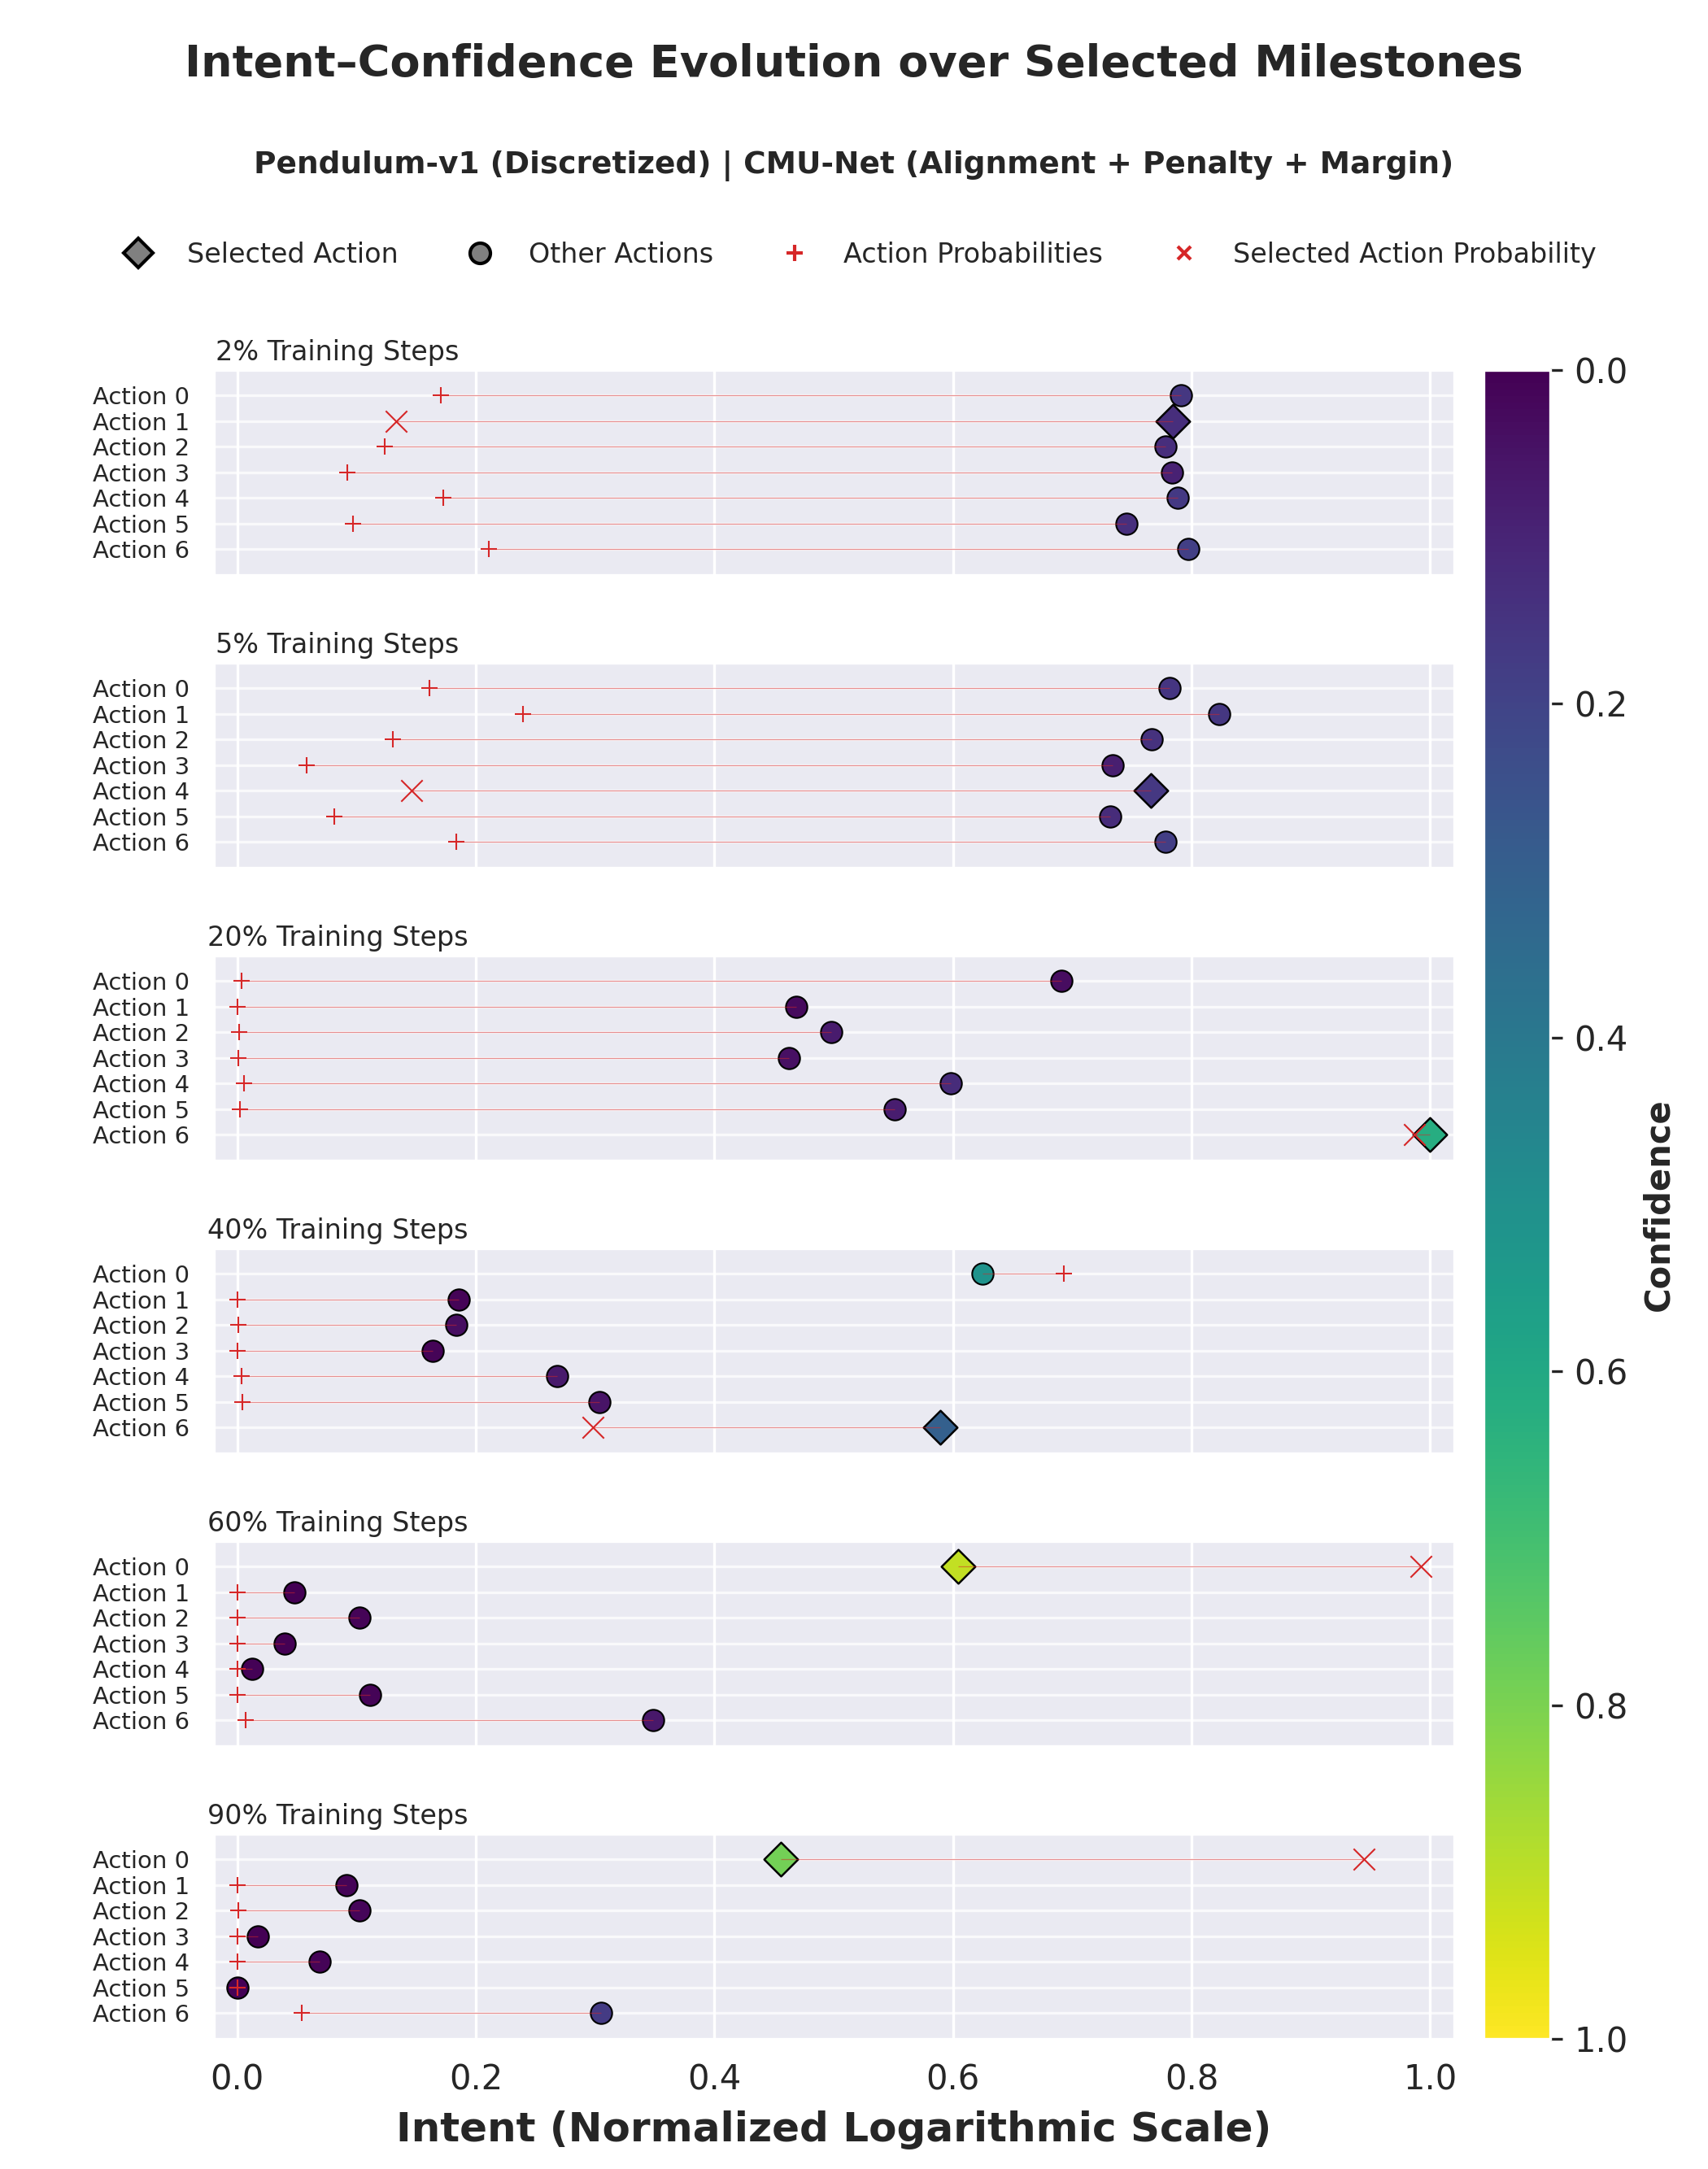 Intent–Confidence Evolution over Selected Milestones
Pendulum-v1 (Discretized) | CMU-Net (Alignment + Penalty + Margin)
Selected Action Other Actions Action Probabilities Selected Action Probability
2% Training Steps
Action 0
Action 1
Action 2
Action 3
Action 4
Action 5
Action 6
5% Training Steps
Action 0
Action 1
Action 2
Action 3
Action 4
Action 5
Action 6
20% Training Steps
Action 0
Action 1
Action 2
Action 3
Action 4
Action 5
Action 6
40% Training Steps
Action 0
Action 1
Action 2
Action 3
Action 4
Action 5
Action 6
60% Training Steps
Action 0
Action 1
Action 2
Action 3
Action 4
Action 5
Action 6
90% Training Steps
Action 0
Action 1
Action 2
Action 3
Action 4
Action 5
Action 6
0.0 0.2 0.4 0.6 0.8 1.0
Intent (Normalized Logarithmic Scale)
0.0
0.2
0.4
0.6
0.8
1.0
Confidence